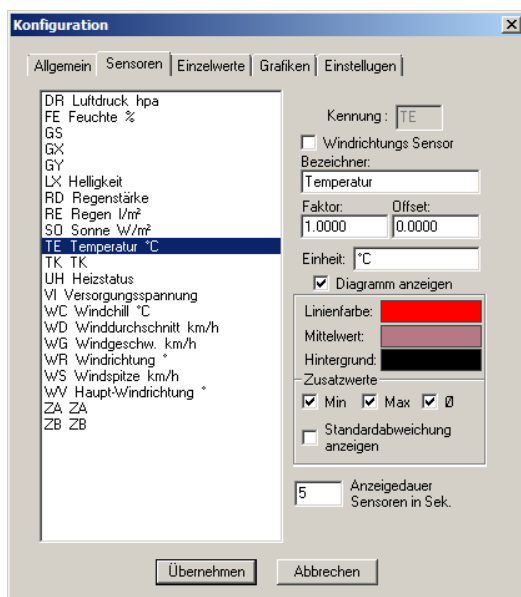 Konfiguration
Allgemein Sensoren Einzelwerte Grafiken Einstellugen
DR Luftdruck hpa
FE Feuchte %
GS
GX
GY
LX Helligkeit
RD Regenstärke
RE Regen l/m²
SO Sonne W/m²
TE Temperatur °C
TK TK
UH Heizstatus
VI Versorgungsspannung
WC Windchill °C
WD Winddurchschnitt km/h
WG Windgeschw. km/h
WR Windrichtung °
WS Windspitze km/h
WV Haupt-Windrichtung °
ZA ZA
ZB ZB
Kennung : TE
Windrichtungs Sensor
Bezeichner:
Temperatur
Faktor: Offset:
1.0000 0.0000
Einheit: °C
Diagramm anzeigen
Linienfarbe:
Mittelwert:
Hintergrund:
Zusatzwerte
Min Max Ø
Standardabweichung
anzeigen
5 Anzeigedauer
Sensoren in Sek.
Übernehmen Abbrechen